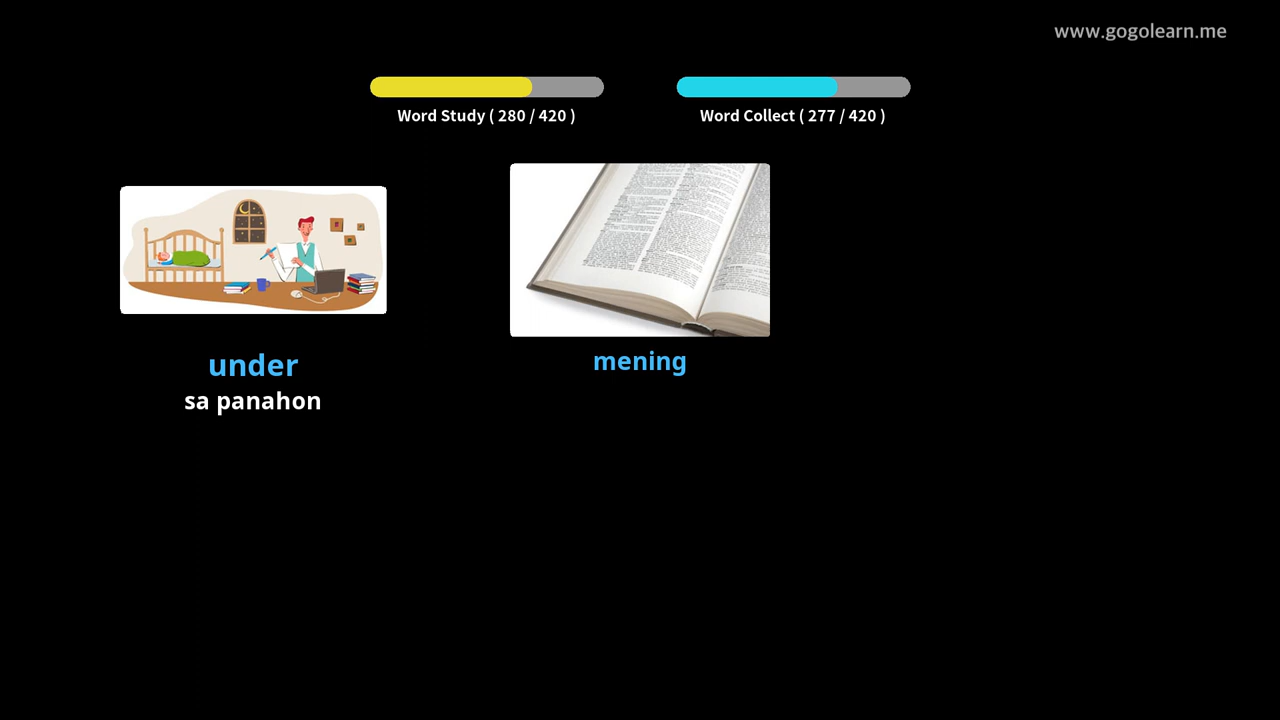 www.gogolearn.me
Word Study ( 280 / 420 )
Word Collect ( 277 / 420 )
under
sa panahon
mening